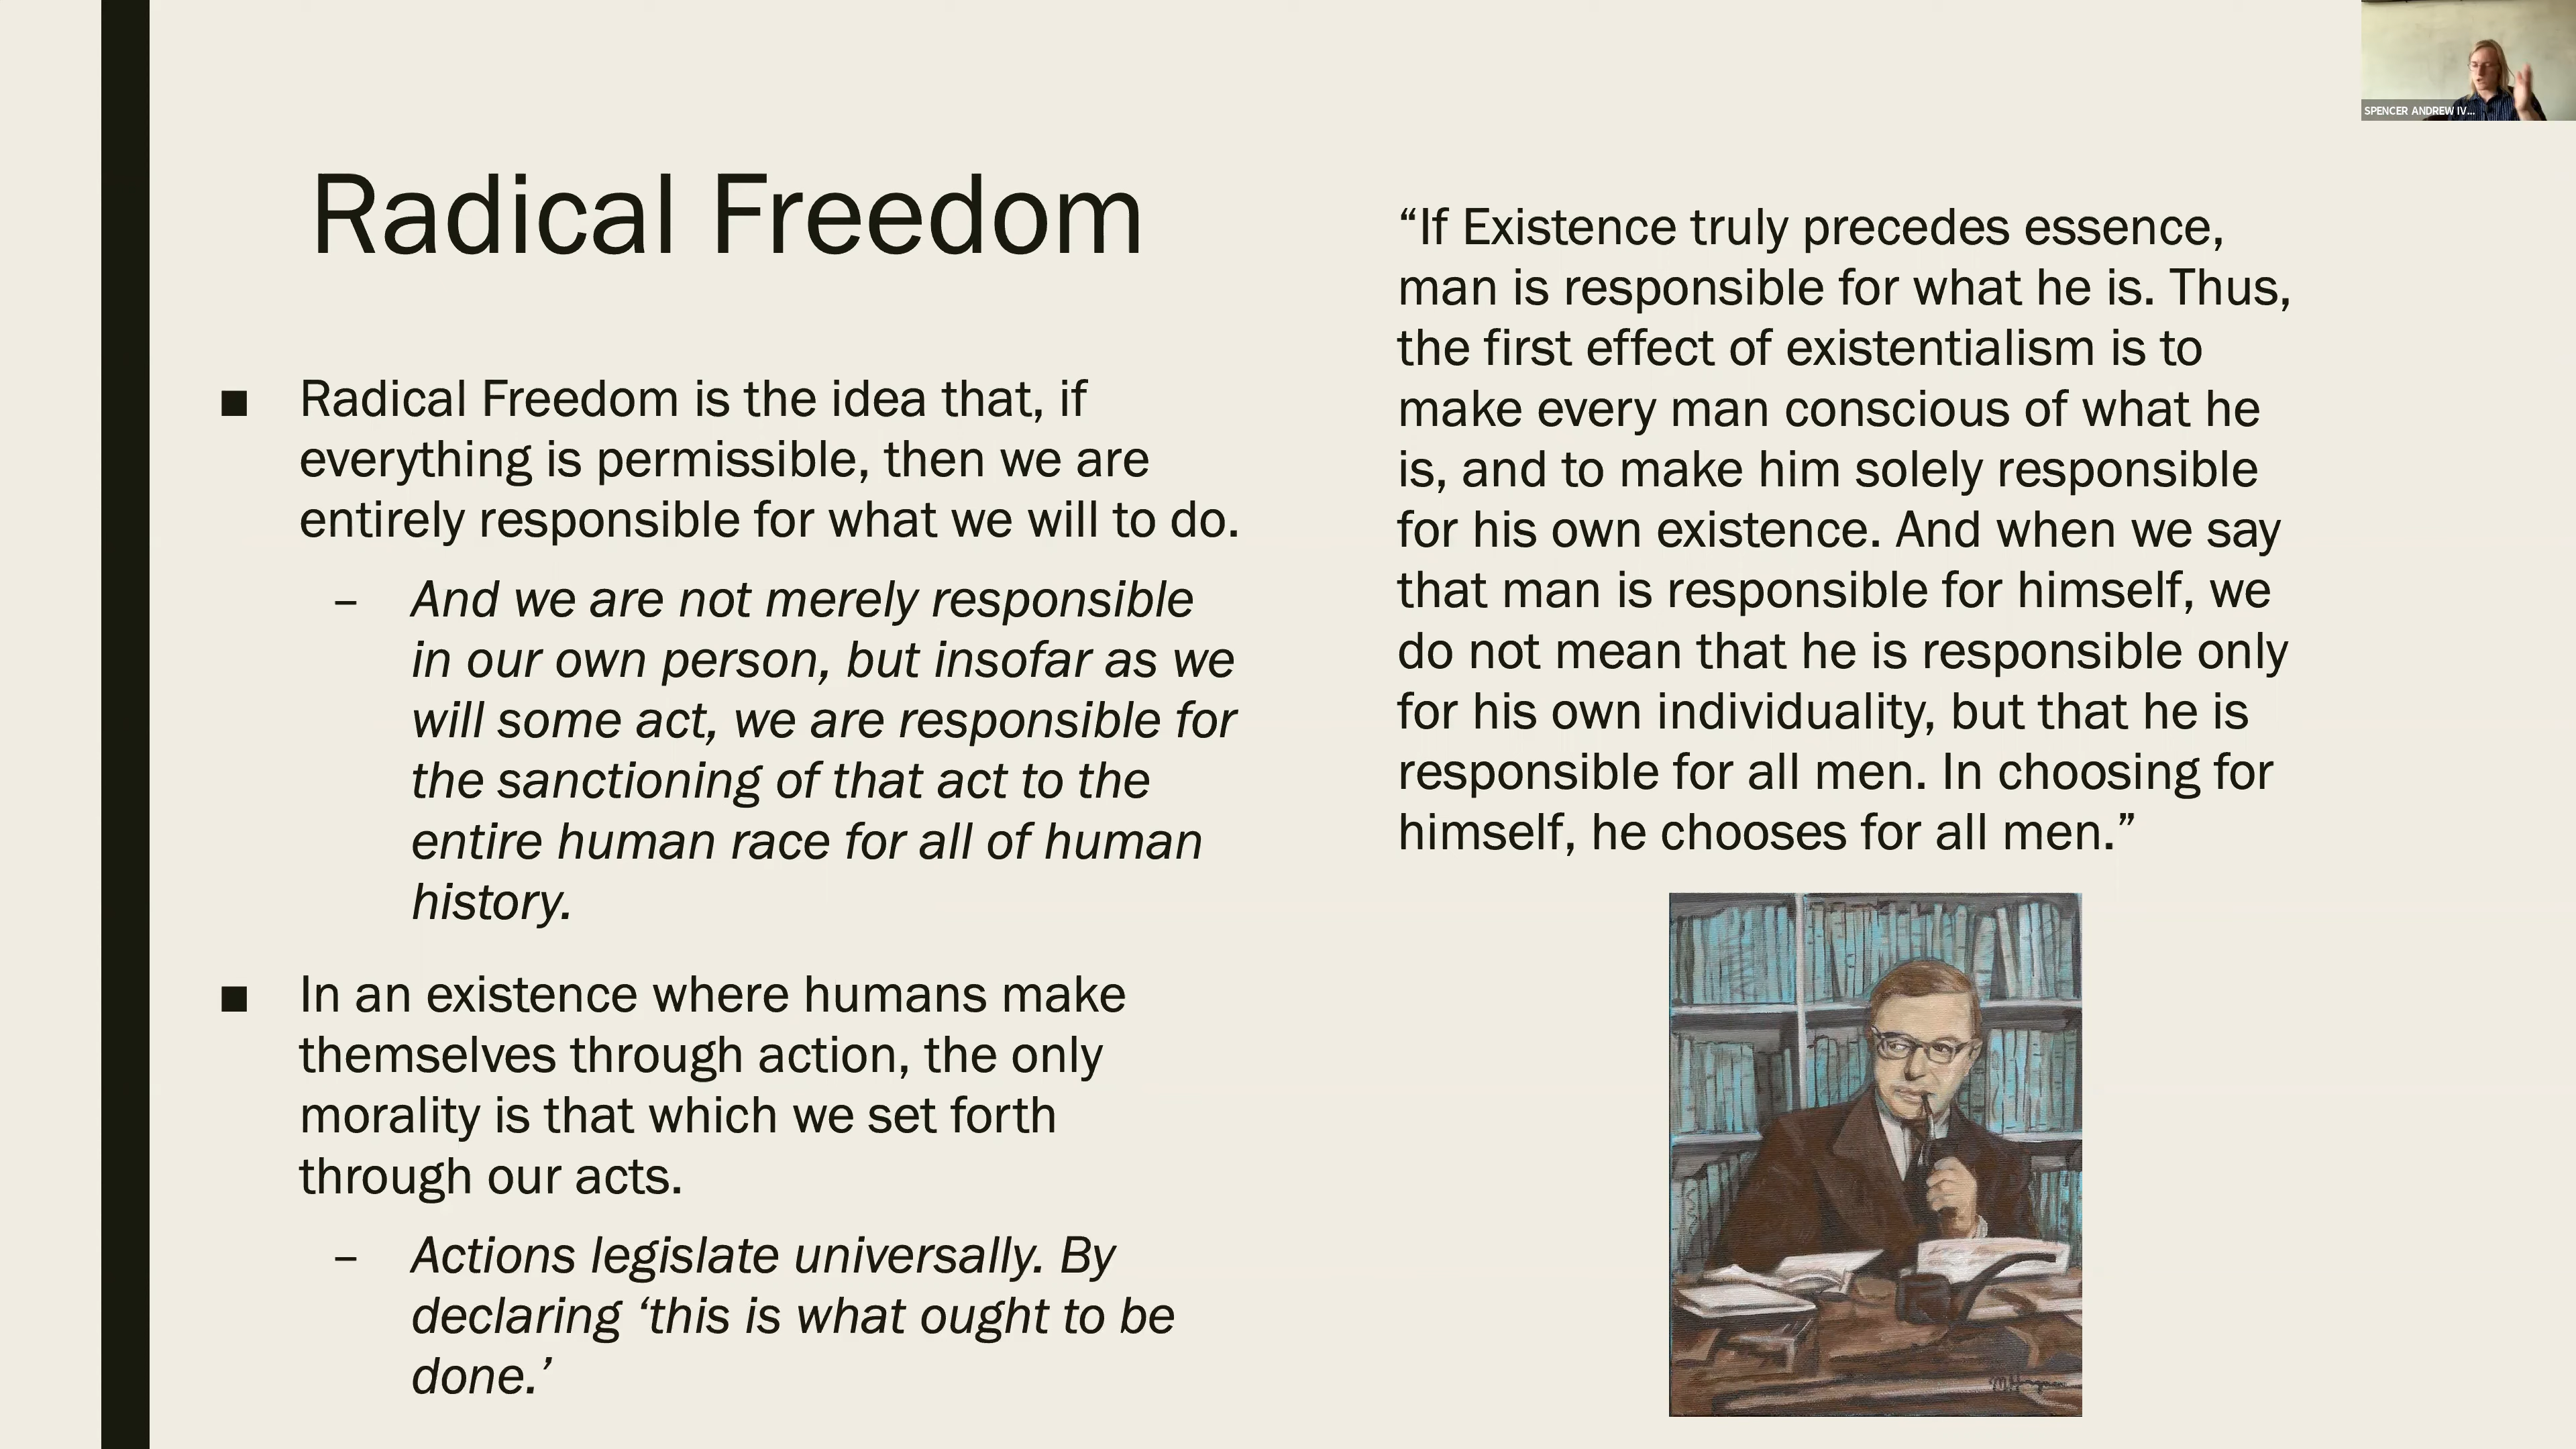 SPENCER ANDREW IV...
Radical Freedom
■ Radical Freedom is the idea that, if
everything is permissible, then we are
entirely responsible for what we will to do.
– And we are not merely responsible
in our own person, but insofar as we
will some act, we are responsible for
the sanctioning of that act to the
entire human race for all of human
history.
■ In an existence where humans make
themselves through action, the only
morality is that which we set forth
through our acts.
– Actions legislate universally. By
declaring ‘this is what ought to be
done.’
“If Existence truly precedes essence,
man is responsible for what he is. Thus,
the first effect of existentialism is to
make every man conscious of what he
is, and to make him solely responsible
for his own existence. And when we say
that man is responsible for himself, we
do not mean that he is responsible only
for his own individuality, but that he is
responsible for all men. In choosing for
himself, he chooses for all men.”